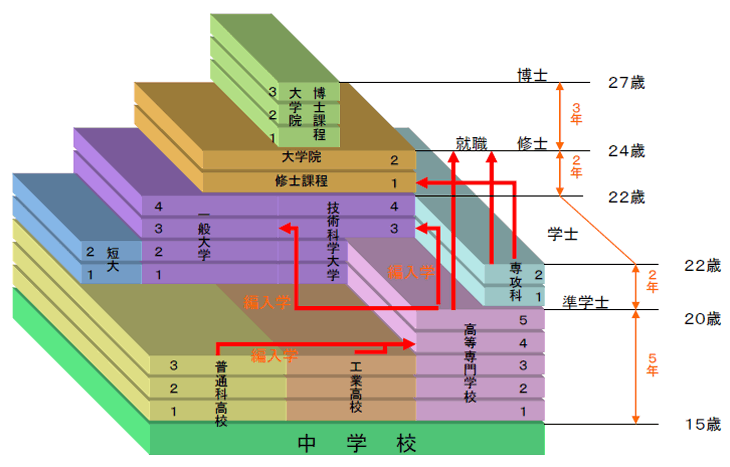 博士
27歳
3
2
1
大学院
博士課程
3年
就職
修士
24歳
大学院
2
修士課程
1
2年
22歳
4
3
2
1
一般大学
技術科学大学
4
3
学士
2
1
短大
専攻科
2
1
22歳
2年
編入学
編入学
準学士
20歳
5
4
3
2
1
高等専門学校
編入学
3
2
1
普通科高校
工業高校
5年
15歳
中学校